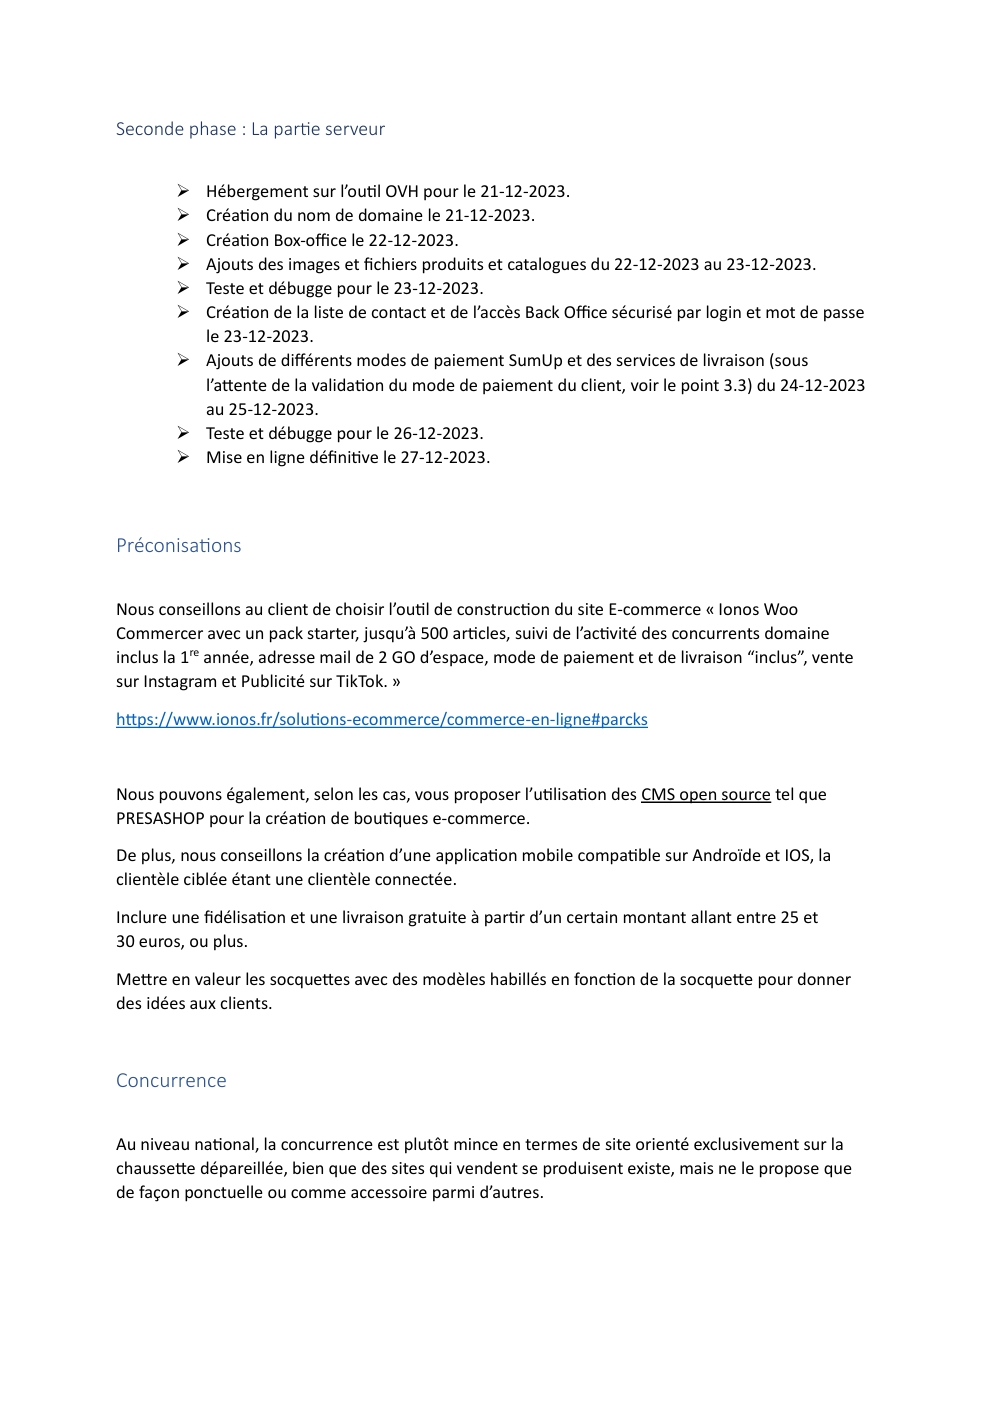 Seconde phase : La partie serveur
➢ Hébergement sur l’outil OVH pour le 21-12-2023.
➢ Création du nom de domaine le 21-12-2023.
➢ Création Box-office le 22-12-2023.
➢ Ajouts des images et fichiers produits et catalogues du 22-12-2023 au 23-12-2023.
➢ Teste et débugge pour le 23-12-2023.
➢ Création de la liste de contact et de l’accès Back Office sécurisé par login et mot de passe
le 23-12-2023.
➢ Ajouts de différents modes de paiement SumUp et des services de livraison (sous
l’attente de la validation du mode de paiement du client, voir le point 3.3) du 24-12-2023
au 25-12-2023.
➢ Teste et débugge pour le 26-12-2023.
➢ Mise en ligne définitive le 27-12-2023.
Préconisations
Nous conseillons au client de choisir l’outil de construction du site E-commerce « Ionos Woo
Commercer avec un pack starter, jusqu’à 500 articles, suivi de l’activité des concurrents domaine
inclus la 1re année, adresse mail de 2 GO d’espace, mode de paiement et de livraison “inclus”, vente
sur Instagram et Publicité sur TikTok. »
https://www.ionos.fr/solutions-ecommerce/commerce-en-ligne#parcks
Nous pouvons également, selon les cas, vous proposer l’utilisation des CMS open source tel que
PRESASHOP pour la création de boutiques e-commerce.
De plus, nous conseillons la création d’une application mobile compatible sur Androïde et IOS, la
clientèle ciblée étant une clientèle connectée.
Inclure une fidélisation et une livraison gratuite à partir d’un certain montant allant entre 25 et
30 euros, ou plus.
Mettre en valeur les socquettes avec des modèles habillés en fonction de la socquette pour donner
des idées aux clients.
Concurrence
Au niveau national, la concurrence est plutôt mince en termes de site orienté exclusivement sur la
chaussette dépareillée, bien que des sites qui vendent se produisent existe, mais ne le propose que
de façon ponctuelle ou comme accessoire parmi d’autres.